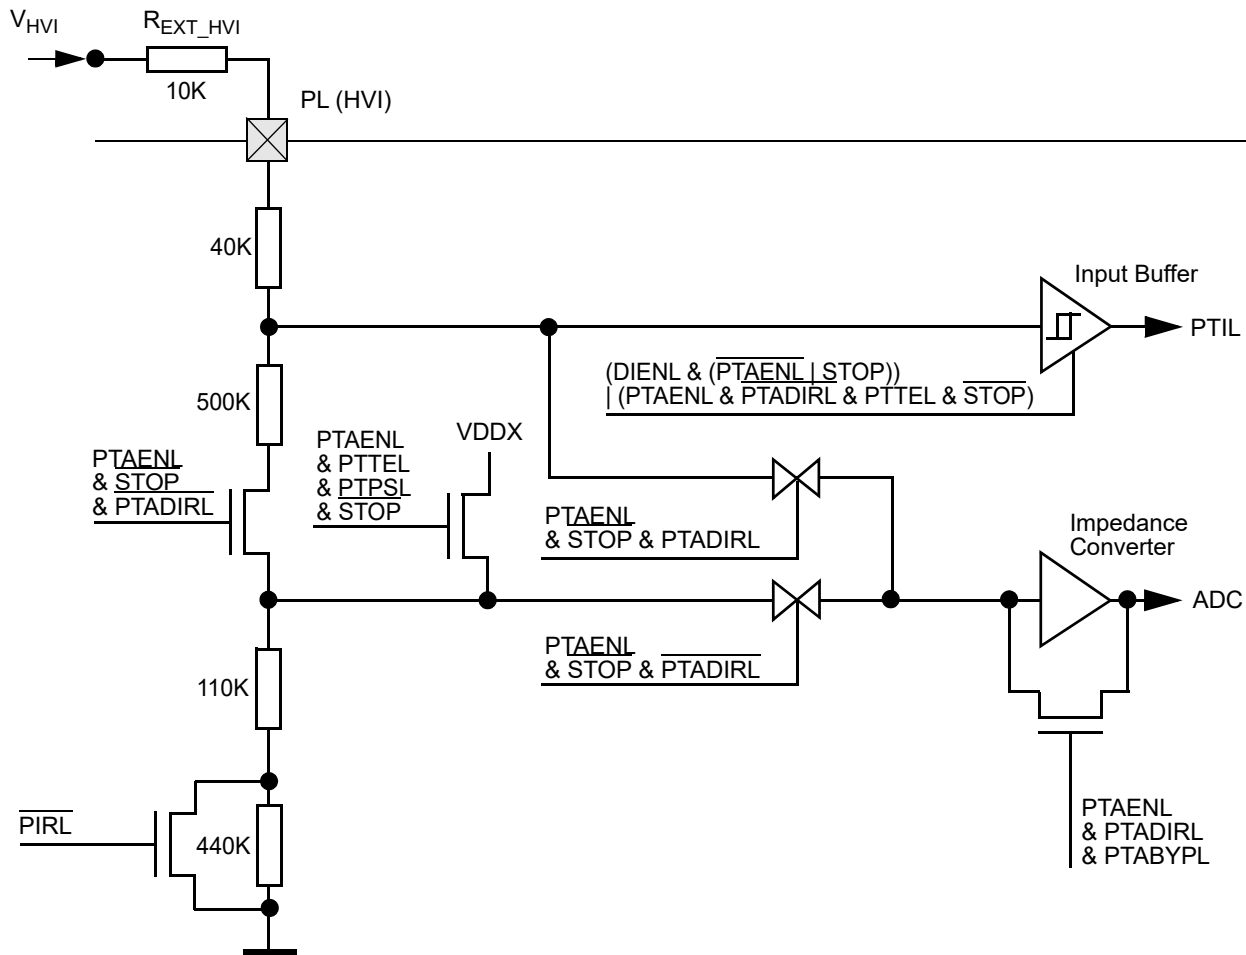 VHVI
REXT_HVI
10K
PL (HVI)
40K
Input Buffer
PTIL
(DIENL & (PTAENL | STOP))
| (PTAENL & PTADIRL & PTTEL & STOP)
500K
VDDX
PTAENL
& STOP
& PTADIRL
PTAENL
& PTTEL
& PTPSL
& STOP
PTAENL
& STOP & PTADIRL
Impedance
Converter
ADC
PTAENL
& STOP & PTADIRL
110K
PIRL
440K
PTAENL
& PTADIRL
& PTABYPL